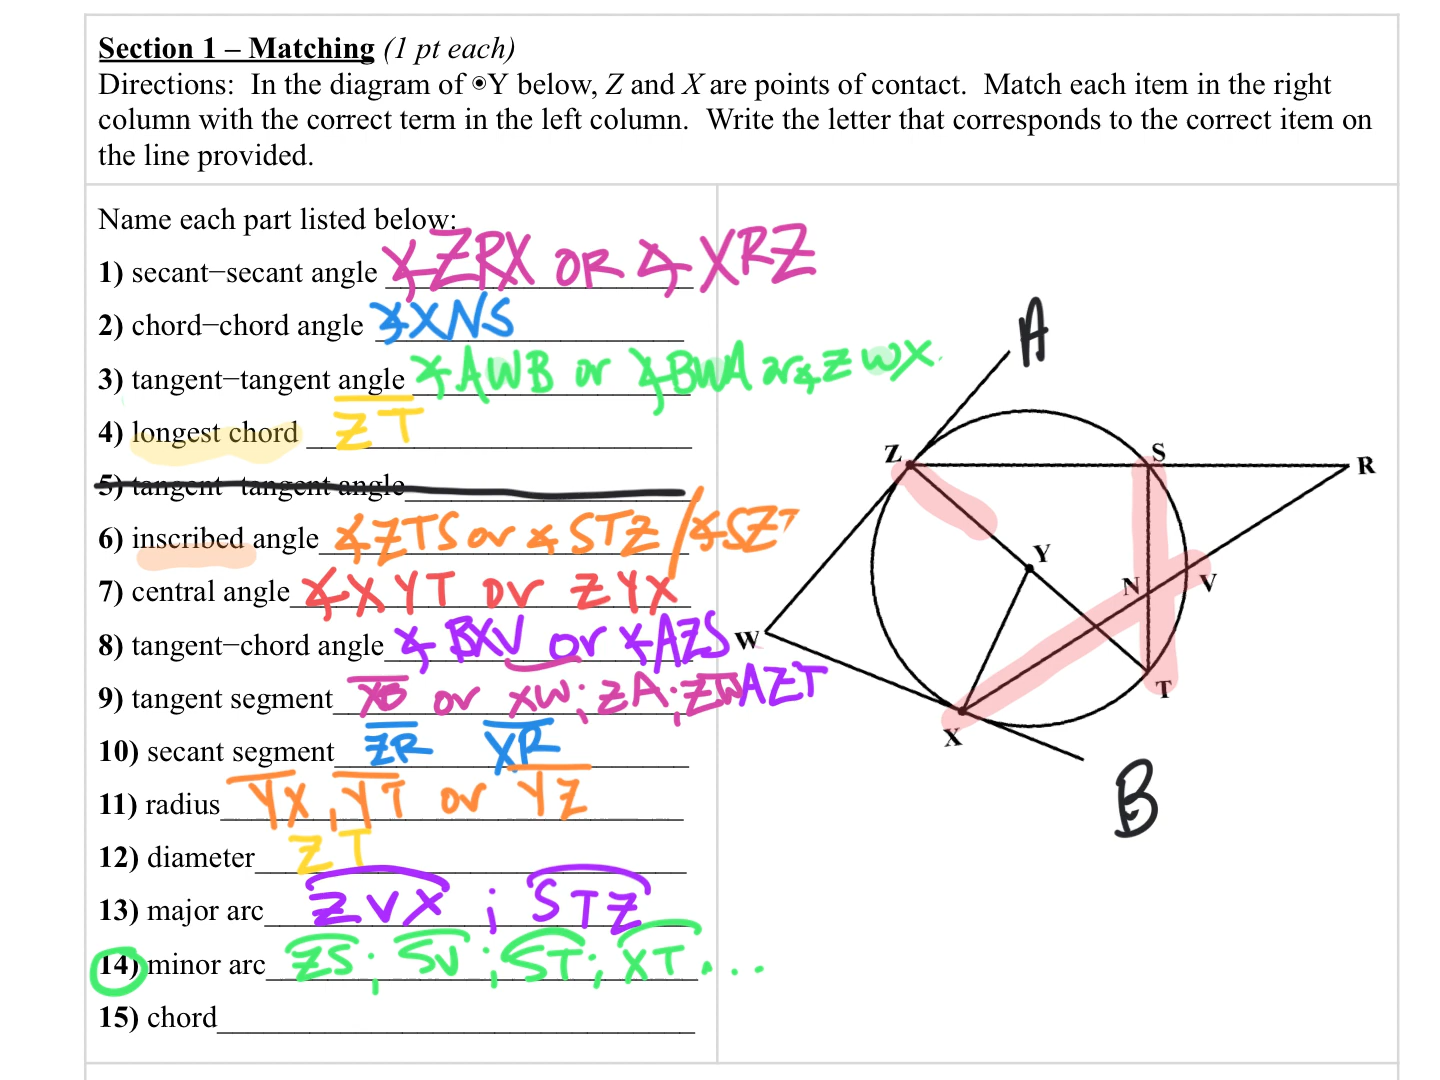 Section 1 – Matching (1 pt each)
Directions: In the diagram of ⊙Y below, Z and X are points of contact. Match each item in the right
column with the correct term in the left column. Write the letter that corresponds to the correct item on
the line provided.
Name each part listed below:
1) secant–secant angle ∡ZRX OR ∡XRZ
2) chord–chord angle ∡XNS
3) tangent–tangent angle ∡AWB or ∡BWA or ∡ZWX
4) longest chord ZT
5) tangent–tangent angle
6) inscribed angle ∡ZTS or ∡STZ / ∡SZT
7) central angle ∡XYT or ZYX
8) tangent–chord angle ∡BXV or ∡AZS
AZT
9) tangent segment XB or XW; ZA; ZW
10) secant segment ZR XR
11) radius YX, YT or YZ
12) diameter ZT
13) major arc ZVX ; STZ
14) minor arc ZS; SV; ST; XT ...
15) chord
A
Z
S
R
Y
N
V
W
T
X
B